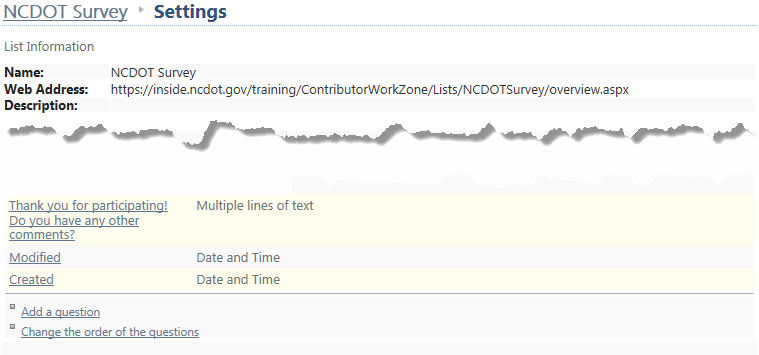 NCDOT Survey Settings
List Information
Name: NCDOT Survey
Web Address: https://inside.ncdot.gov/training/ContributorWorkZone/Lists/NCDOTSurvey/overview.aspx
Description:
Thank you for participating! Multiple lines of text
Do you have any other
comments?
Modified Date and Time
Created Date and Time
Add a question
Change the order of the questions